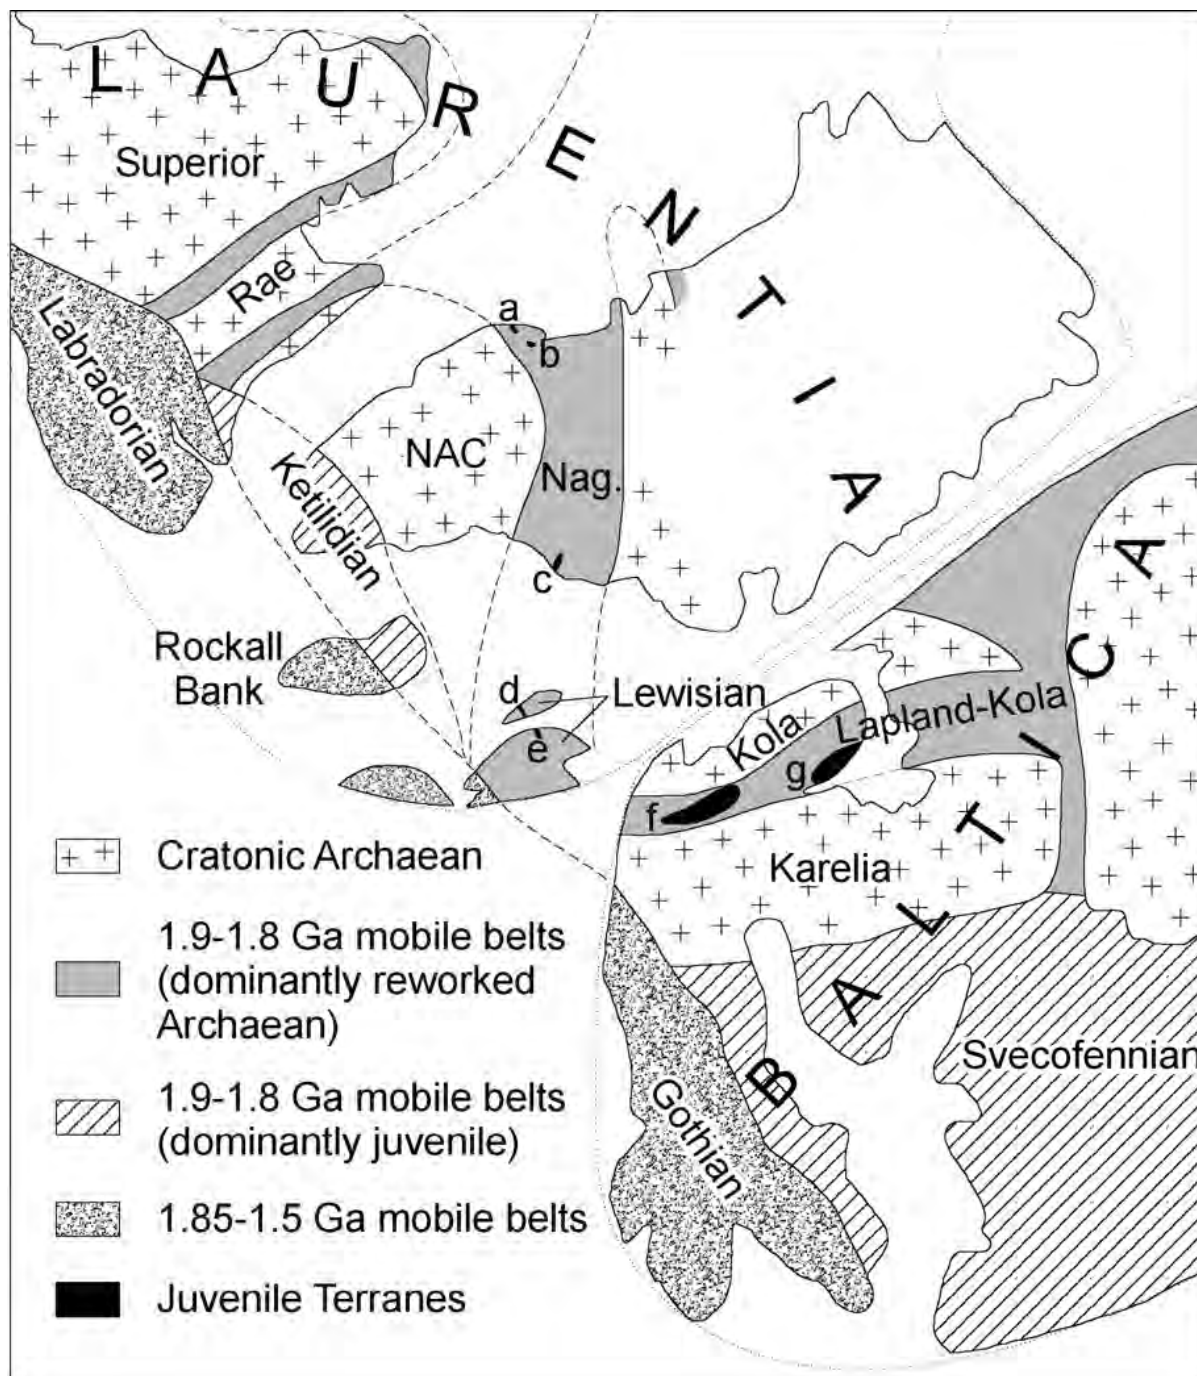 LAURENTIA
Superior
Rae
Labradorian
a
b
NAC
Nag.
Ketilidian
c
Rockall
Bank
d
Lewisian
e
Kola
Lapland-Kola
g
f
Karelia
BALTICA
Svecofennian
Gothian
Cratonic Archaean
1.9-1.8 Ga mobile belts
(dominantly reworked
Archaean)
1.9-1.8 Ga mobile belts
(dominantly juvenile)
1.85-1.5 Ga mobile belts
Juvenile Terranes